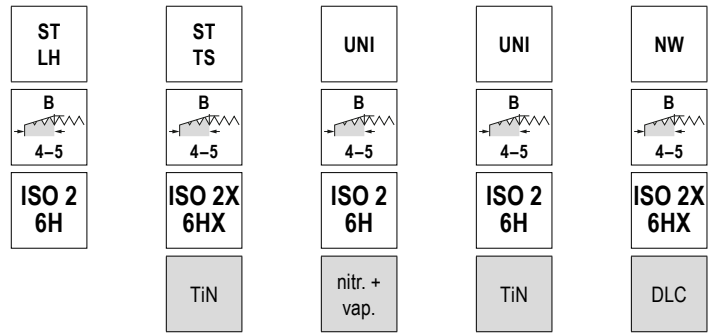 ST ST UNI UNI NW
LH TS
B B B B B
4–5 4–5 4–5 4–5 4–5
ISO 2 ISO 2X ISO 2 ISO 2 ISO 2X
6H 6HX 6H 6H 6HX
TiN nitr. + TiN DLC
vap.